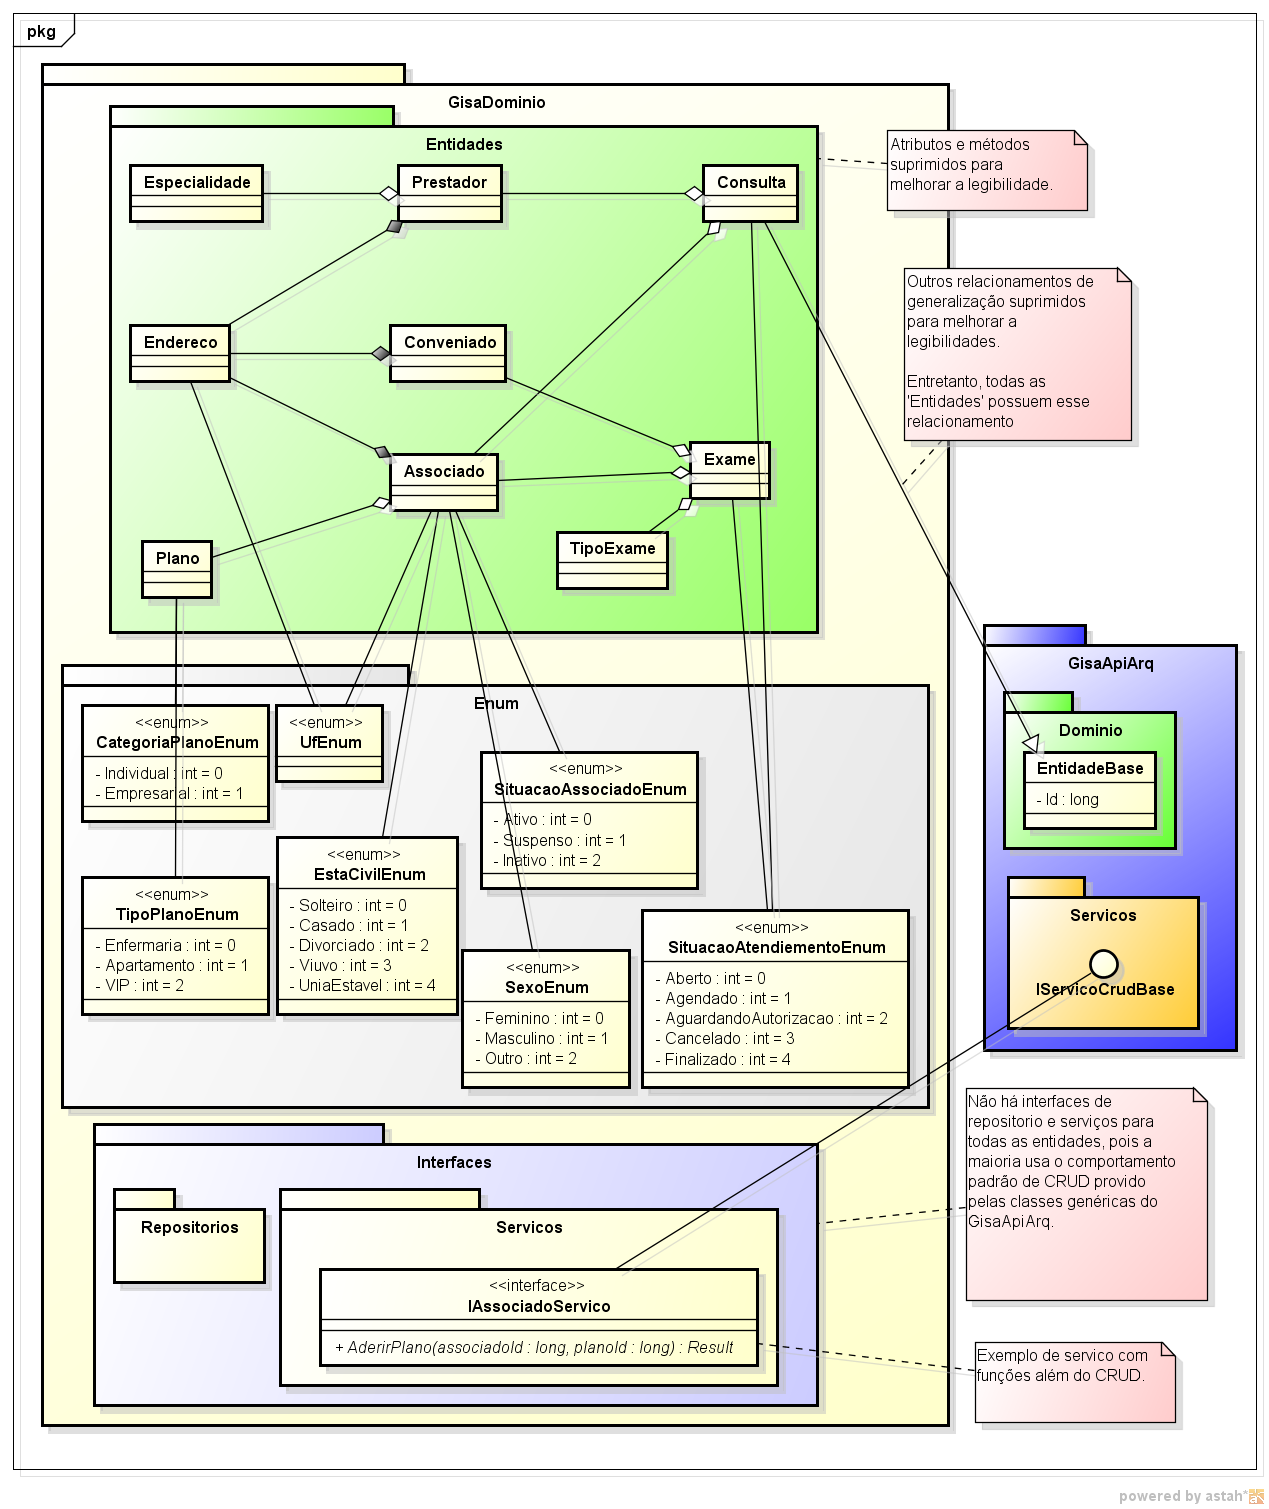 pkg
GisaDominio
Entidades
Especialidade
Prestador
Consulta
Atributos e métodos
suprimidos para
melhorar a legibilidade.
Outros relacionamentos de
generalização suprimidos
para melhorar a
legibilidades.
Entretanto, todas as
'Entidades' possuem esse
relacionamento
Endereco
Conveniado
Associado
Exame
Plano
TipoExame
GisaApiArq
Dominio
EntidadeBase
- Id : long
Servicos
IServicoCrudBase
Enum
<<enum>>
CategoriaPlanoEnum
- Individual : int = 0
- Empresarial : int = 1
<<enum>>
UfEnum
<<enum>>
SituacaoAssociadoEnum
- Ativo : int = 0
- Suspenso : int = 1
- Inativo : int = 2
<<enum>>
EstaCivilEnum
- Solteiro : int = 0
- Casado : int = 1
- Divorciado : int = 2
- Viuvo : int = 3
- UniaEstavel : int = 4
<<enum>>
TipoPlanoEnum
- Enfermaria : int = 0
- Apartamento : int = 1
- VIP : int = 2
<<enum>>
SexoEnum
- Feminino : int = 0
- Masculino : int = 1
- Outro : int = 2
<<enum>>
SituacaoAtendiementoEnum
- Aberto : int = 0
- Agendado : int = 1
- AguardandoAutorizacao : int = 2
- Cancelado : int = 3
- Finalizado : int = 4
Interfaces
Repositorios
Servicos
<<interface>>
IAssociadoServico
+ AderirPlano(associadoId : long, planoId : long) : Result
Não há interfaces de
repositorio e serviços para
todas as entidades, pois a
maioria usa o comportamento
padrão de CRUD provido
pelas classes genéricas do
GisaApiArq.
Exemplo de servico com
funções além do CRUD.
powered by astah*